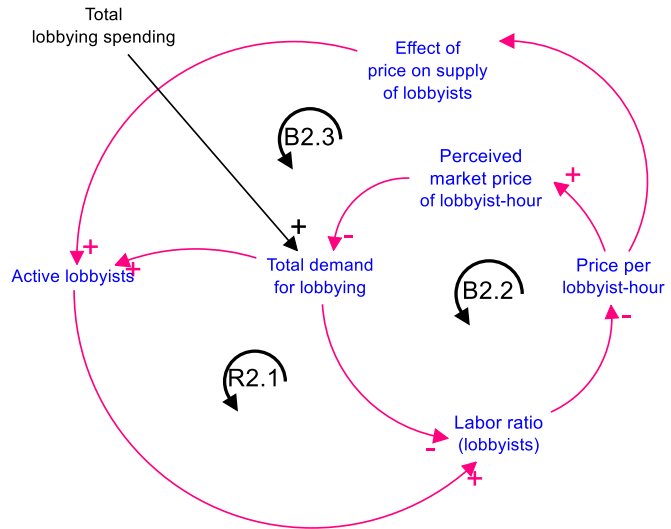 Total
lobbying spending
Effect of
price on supply
of lobbyists
B2.3
Perceived
market price
of lobbyist-hour
+
+
-
+
Active lobbyists
+
Total demand
for lobbying
B2.2
Price per
lobbyist-hour
-
R2.1
Labor ratio
(lobbyists)
-
+